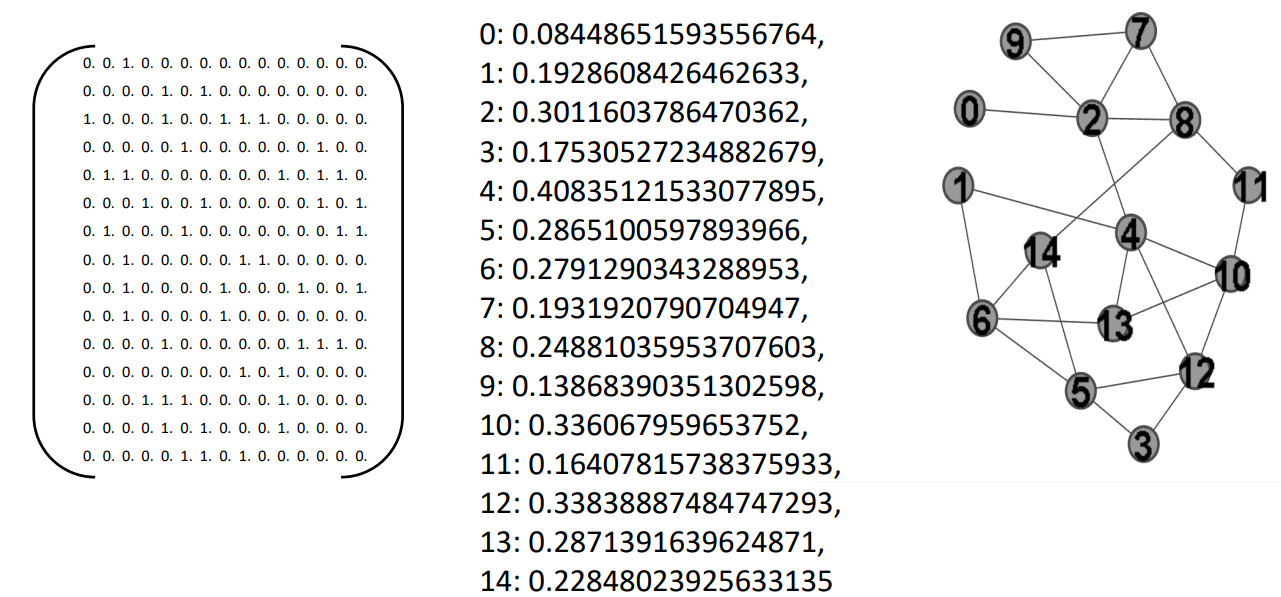 0. 0. 1. 0. 0. 0. 0. 0. 0. 0. 0. 0. 0. 0. 0.
0. 0. 0. 0. 1. 0. 1. 0. 0. 0. 0. 0. 0. 0. 0.
1. 0. 0. 0. 1. 0. 0. 1. 1. 1. 0. 0. 0. 0. 0.
0. 0. 0. 0. 0. 1. 0. 0. 0. 0. 0. 0. 1. 0. 0.
0. 1. 1. 0. 0. 0. 0. 0. 0. 0. 1. 0. 1. 1. 0.
0. 0. 0. 1. 0. 0. 1. 0. 0. 0. 0. 0. 1. 0. 1.
0. 1. 0. 0. 0. 1. 0. 0. 0. 0. 0. 0. 0. 1. 1.
0. 0. 1. 0. 0. 0. 0. 0. 1. 1. 0. 0. 0. 0. 0.
0. 0. 1. 0. 0. 0. 0. 1. 0. 0. 0. 1. 0. 0. 1.
0. 0. 1. 0. 0. 0. 0. 1. 0. 0. 0. 0. 0. 0. 0.
0. 0. 0. 0. 1. 0. 0. 0. 0. 0. 0. 1. 1. 1. 0.
0. 0. 0. 0. 0. 0. 0. 0. 1. 0. 1. 0. 0. 0. 0.
0. 0. 0. 1. 1. 1. 0. 0. 0. 0. 1. 0. 0. 0. 0.
0. 0. 0. 0. 1. 0. 1. 0. 0. 0. 1. 0. 0. 0. 0.
0. 0. 0. 0. 0. 1. 1. 0. 1. 0. 0. 0. 0. 0. 0.
0: 0.08448651593556764,
1: 0.1928608426462633,
2: 0.3011603786470362,
3: 0.17530527234882679,
4: 0.40835121533077895,
5: 0.2865100597893966,
6: 0.2791290343288953,
7: 0.1931920790704947,
8: 0.24881035953707603,
9: 0.13868390351302598,
10: 0.336067959653752,
11: 0.16407815738375933,
12: 0.33838887484747293,
13: 0.2871391639624871,
14: 0.22848023925633135
7
9
0
2
8
1
11
4
14
10
6
13
12
5
3